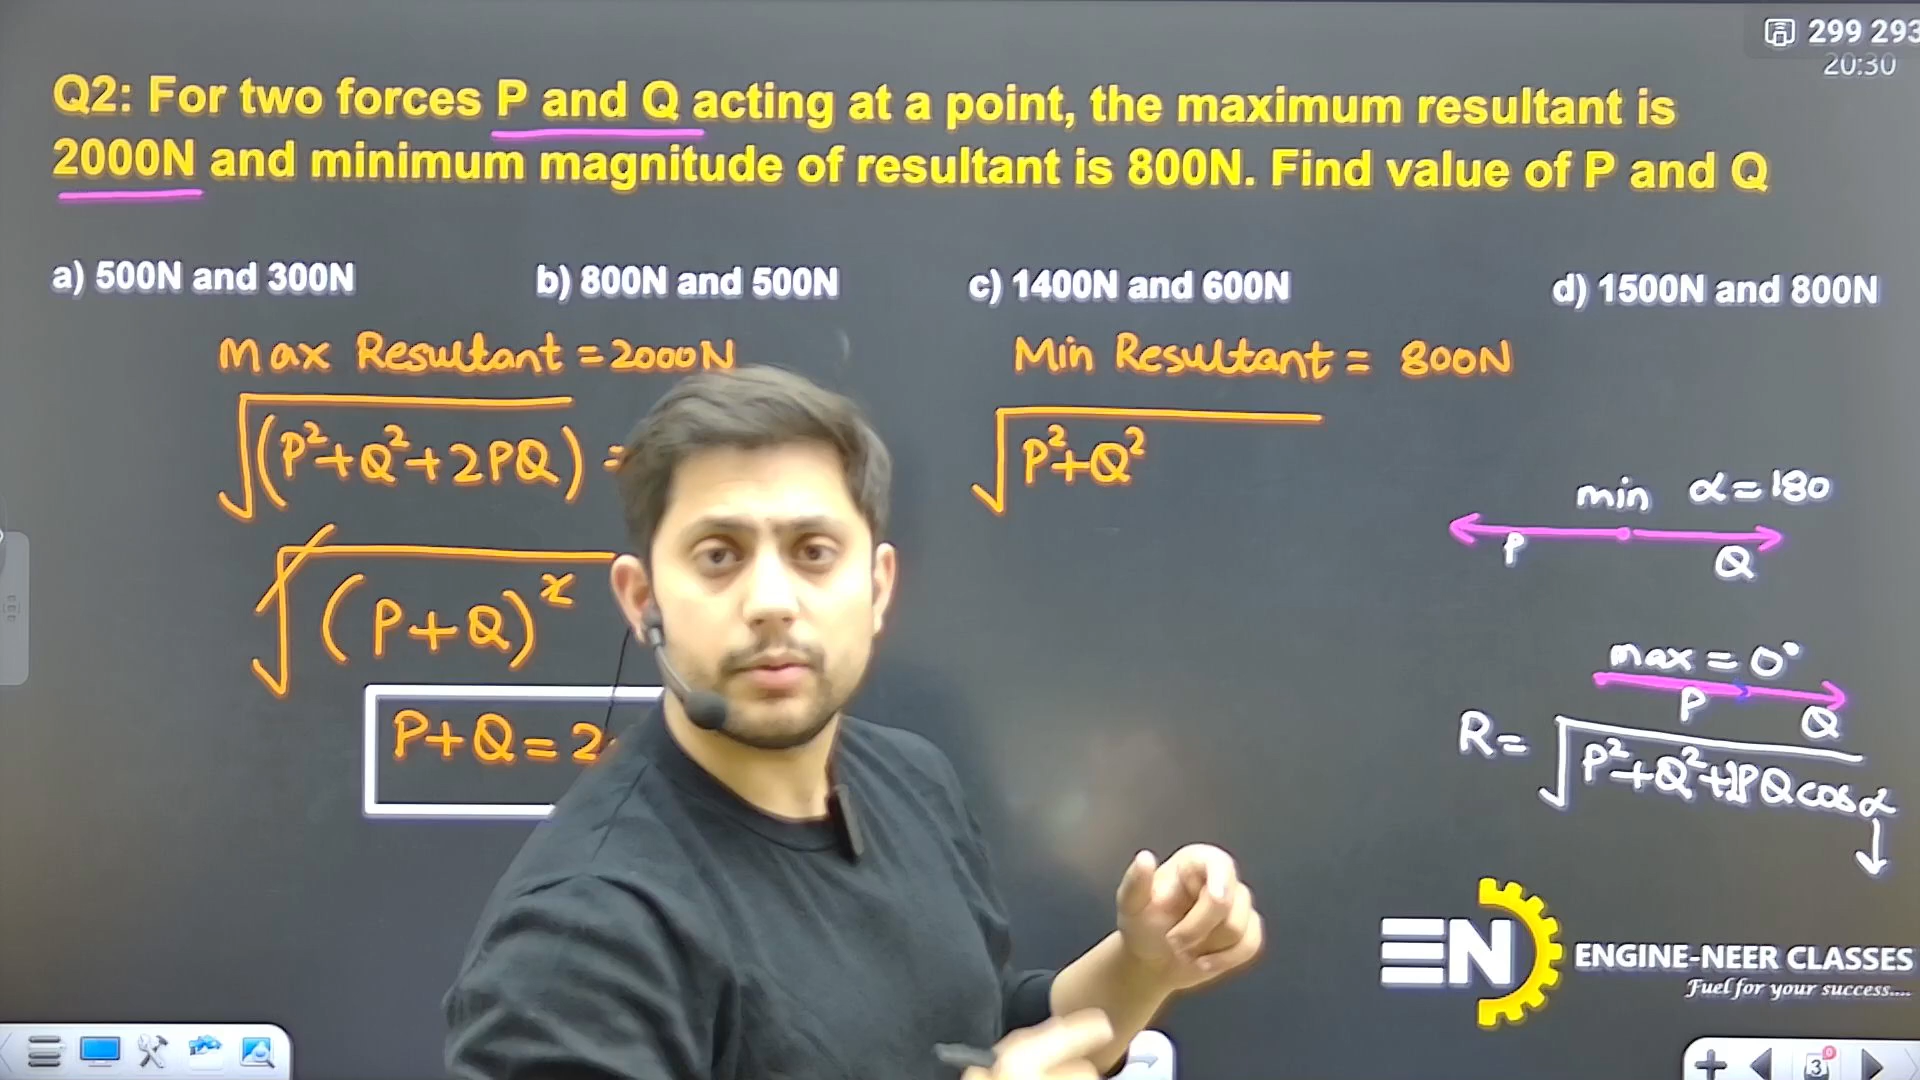 299 293
20:30
Q2: For two forces P and Q acting at a point, the maximum resultant is
2000N and minimum magnitude of resultant is 800N. Find value of P and Q
a) 500N and 300N b) 800N and 500N c) 1400N and 600N d) 1500N and 800N
Max Resultant = 2000N
√(P²+Q²+2PQ) =
√(P+Q)²
P+Q = 2
Min Resultant = 800N
√P²+Q²
min α=180
P Q
max = 0°
P Q
R= √P²+Q²+2PQcosα
EN
ENGINE-NEER CLASSES
Fuel for your success....
3